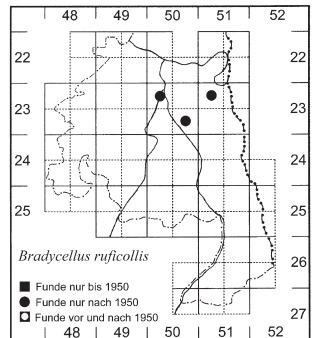 48 49 50 51 52
22 22
23 23
24 24
25 25
26
27
Bradycellus ruficollis
Funde nur bis 1950
Funde nur nach 1950
Funde vor und nach 1950
48 49 50 51 52